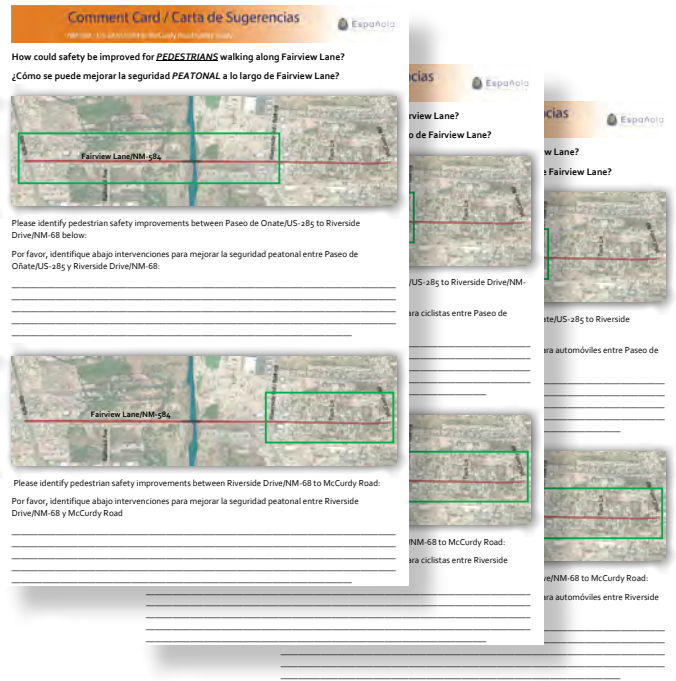 Comment Card / Carta de Sugerencias
Española
How could safety be improved for PEDESTRIANS walking along Fairview Lane?
¿Cómo se puede mejorar la seguridad PEATONAL a lo largo de Fairview Lane?
Fairview Lane/NM-584
Please identify pedestrian safety improvements between Paseo de Onate/US-285 to Riverside
Drive/NM-68 below:
Por favor, identifique abajo intervenciones para mejorar la seguridad peatonal entre Paseo de
Oñate/US-285 y Riverside Drive/NM-68:
Fairview Lane/NM-584
Please identify pedestrian safety improvements between Riverside Drive/NM-68 to McCurdy Road:
Por favor, identifique abajo intervenciones para mejorar la seguridad peatonal entre Riverside
Drive/NM-68 y McCurdy Road
cias
Española
rview Lane?
o de Fairview Lane?
/US-285 to Riverside Drive/NM-
ara ciclistas entre Paseo de
/NM-68 to McCurdy Road:
ara ciclistas entre Riverside
cias
Española
w Lane?
e Fairview Lane?
ate/US-285 to Riverside
ara automóviles entre Paseo de
ve/NM-68 to McCurdy Road:
ara automóviles entre Riverside